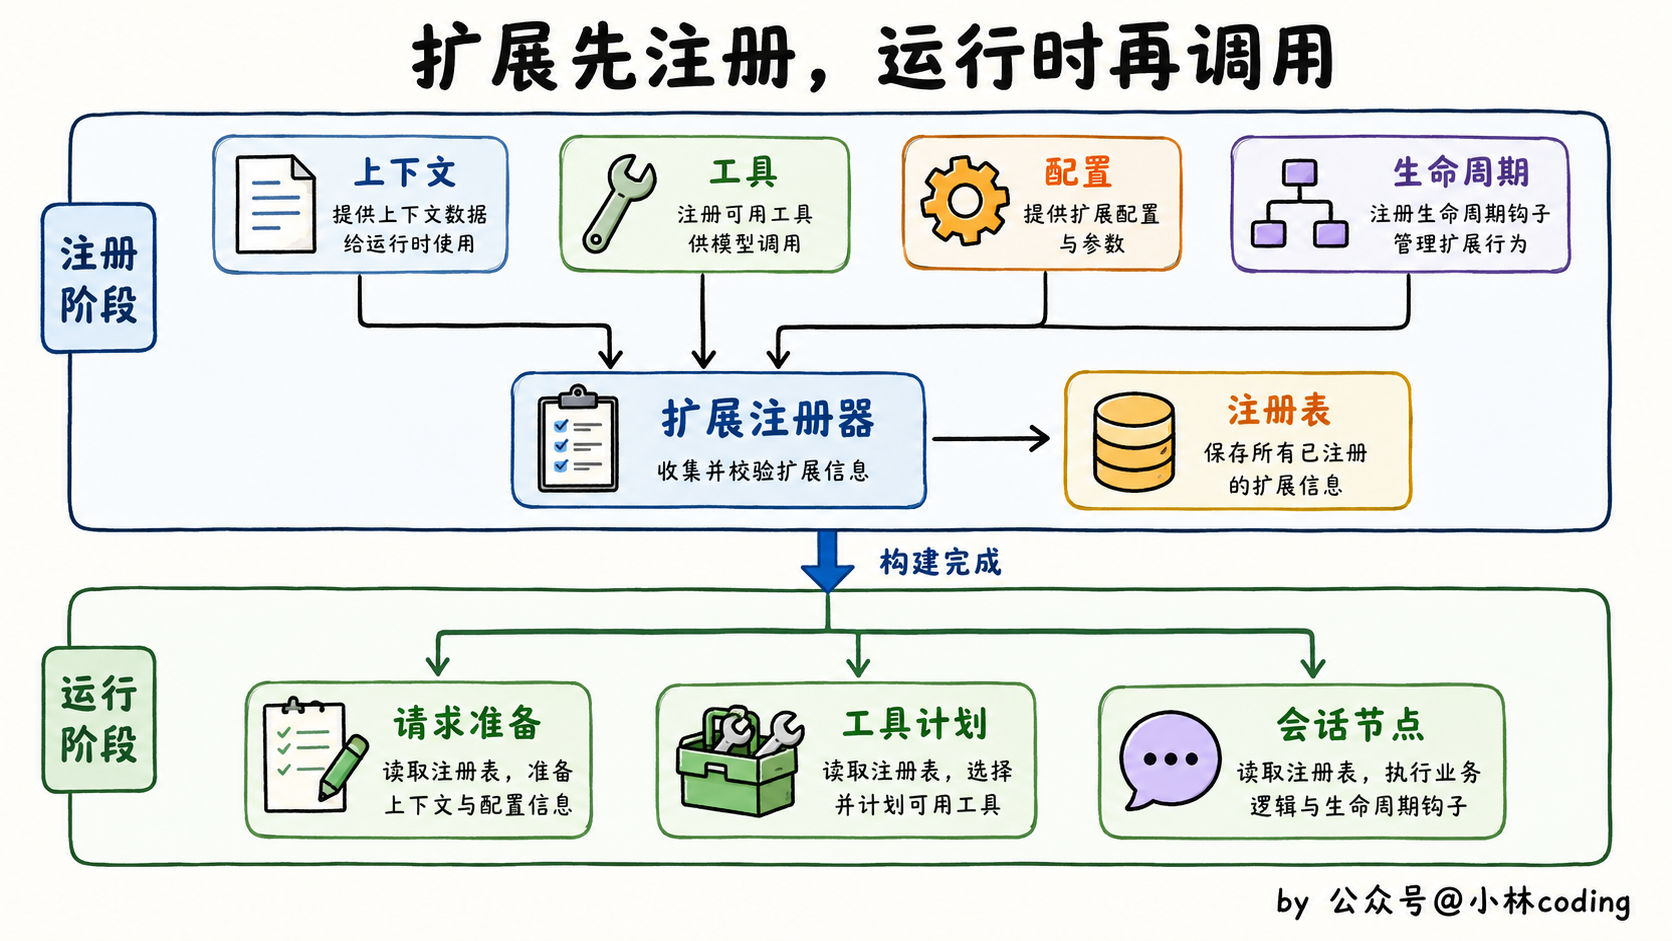 扩展先注册，运行时再调用
注册
阶段
上下文
提供上下文数据
给运行时使用
工具
注册可用工具
供模型调用
配置
提供扩展配置
与参数
生命周期
注册生命周期钩子
管理扩展行为
扩展注册器
收集并校验扩展信息
注册表
保存所有已注册
的扩展信息
构建完成
运行
阶段
请求准备
读取注册表，准备
上下文与配置信息
工具计划
读取注册表，选择
并计划可用工具
会话节点
读取注册表，执行业务
逻辑与生命周期钩子
by 公众号@小林coding